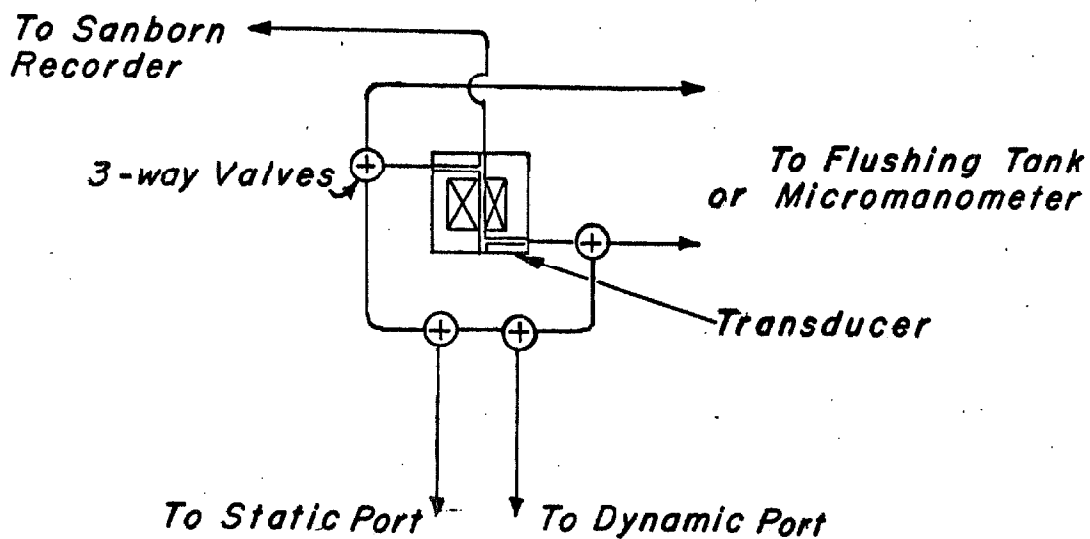 To Sanborn
Recorder
3-way Valves
To Flushing Tank
or Micromanometer
Transducer
To Static Port
To Dynamic Port